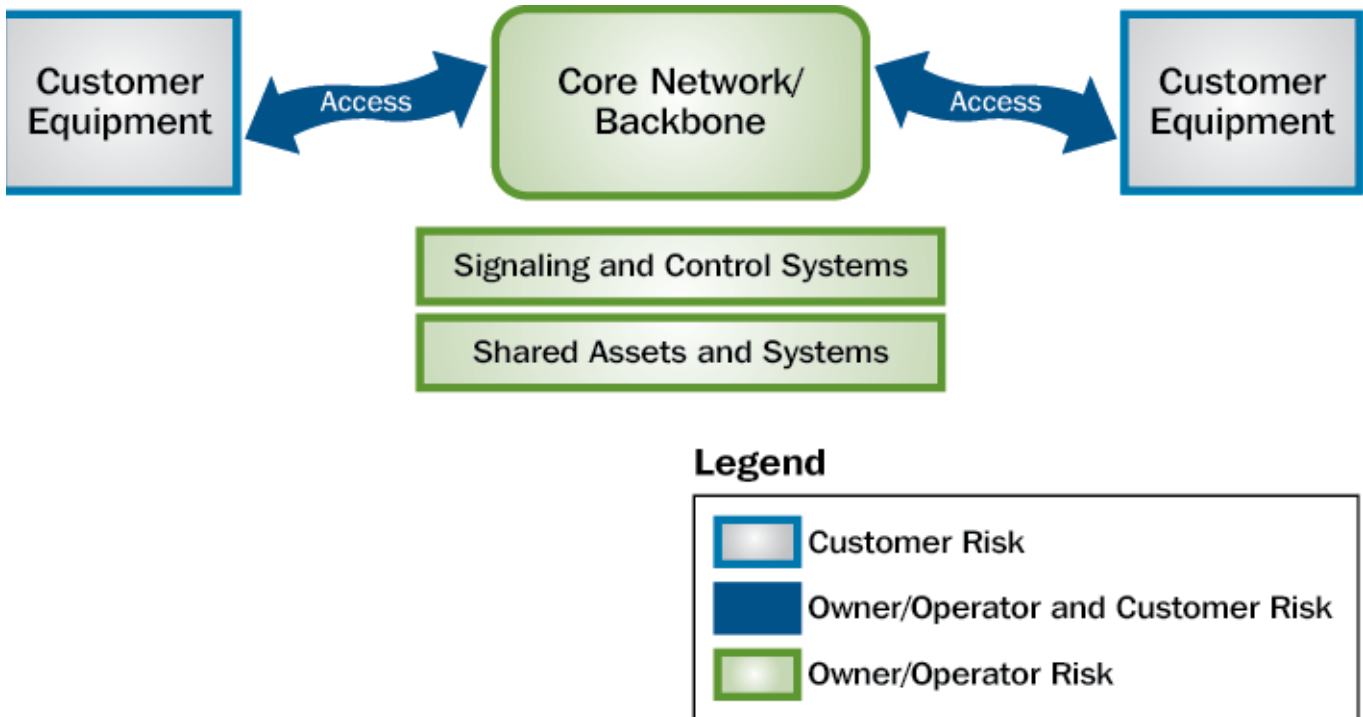 Customer
Equipment
Access
Core Network/
Backbone
Access
Customer
Equipment
Signaling and Control Systems
Shared Assets and Systems
Legend
Customer Risk
Owner/Operator and Customer Risk
Owner/Operator Risk